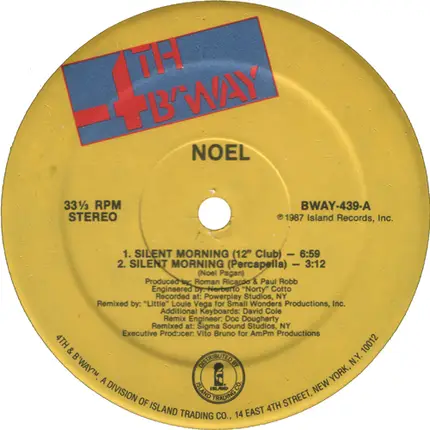 4TH
B'WAY
NOEL
33⅓ RPM
STEREO
BWAY-439-A
℗1987 Island Records, Inc.
1. SILENT MORNING (12" Club) — 6:59
2. SILENT MORNING (Percapella) — 3:12
(Noel Pagan)
Produced by: Roman Ricardo & Paul Robb
Engineered by: Norberto "Norty" Cotto
Recorded at: Powerplay Studios, NY
Remixed by: "Little" Louie Vega for Small Wonders Productions, Inc.
Additional Keyboards: David Cole
Remix Engineer: Doc Dougherty
Remixed at: Sigma Sound Studios, NY
Executive Producer: Vito Bruno for AmPm Productions
DISTRIBUTED BY
ISLAND
ISLAND TRADING CO.
4TH & B'WAY™, A DIVISION OF ISLAND TRADING CO., 14 EAST 4TH STREET, NEW YORK, N.Y. 10012